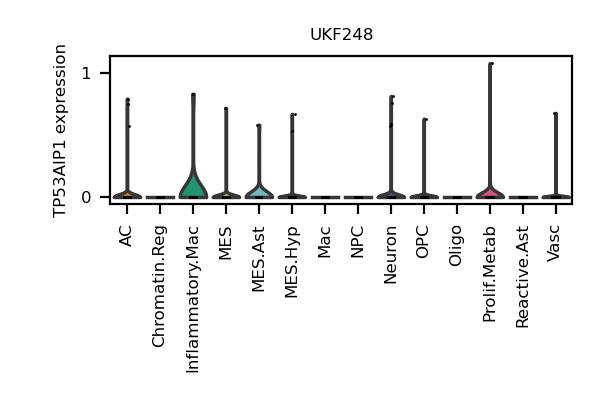 UKF248
TP53AIP1 expression
1
0
AC
Chromatin.Reg
Inflammatory.Mac
MES
MES.Ast
MES.Hyp
Mac
NPC
Neuron
OPC
Oligo
Prolif.Metab
Reactive.Ast
Vasc